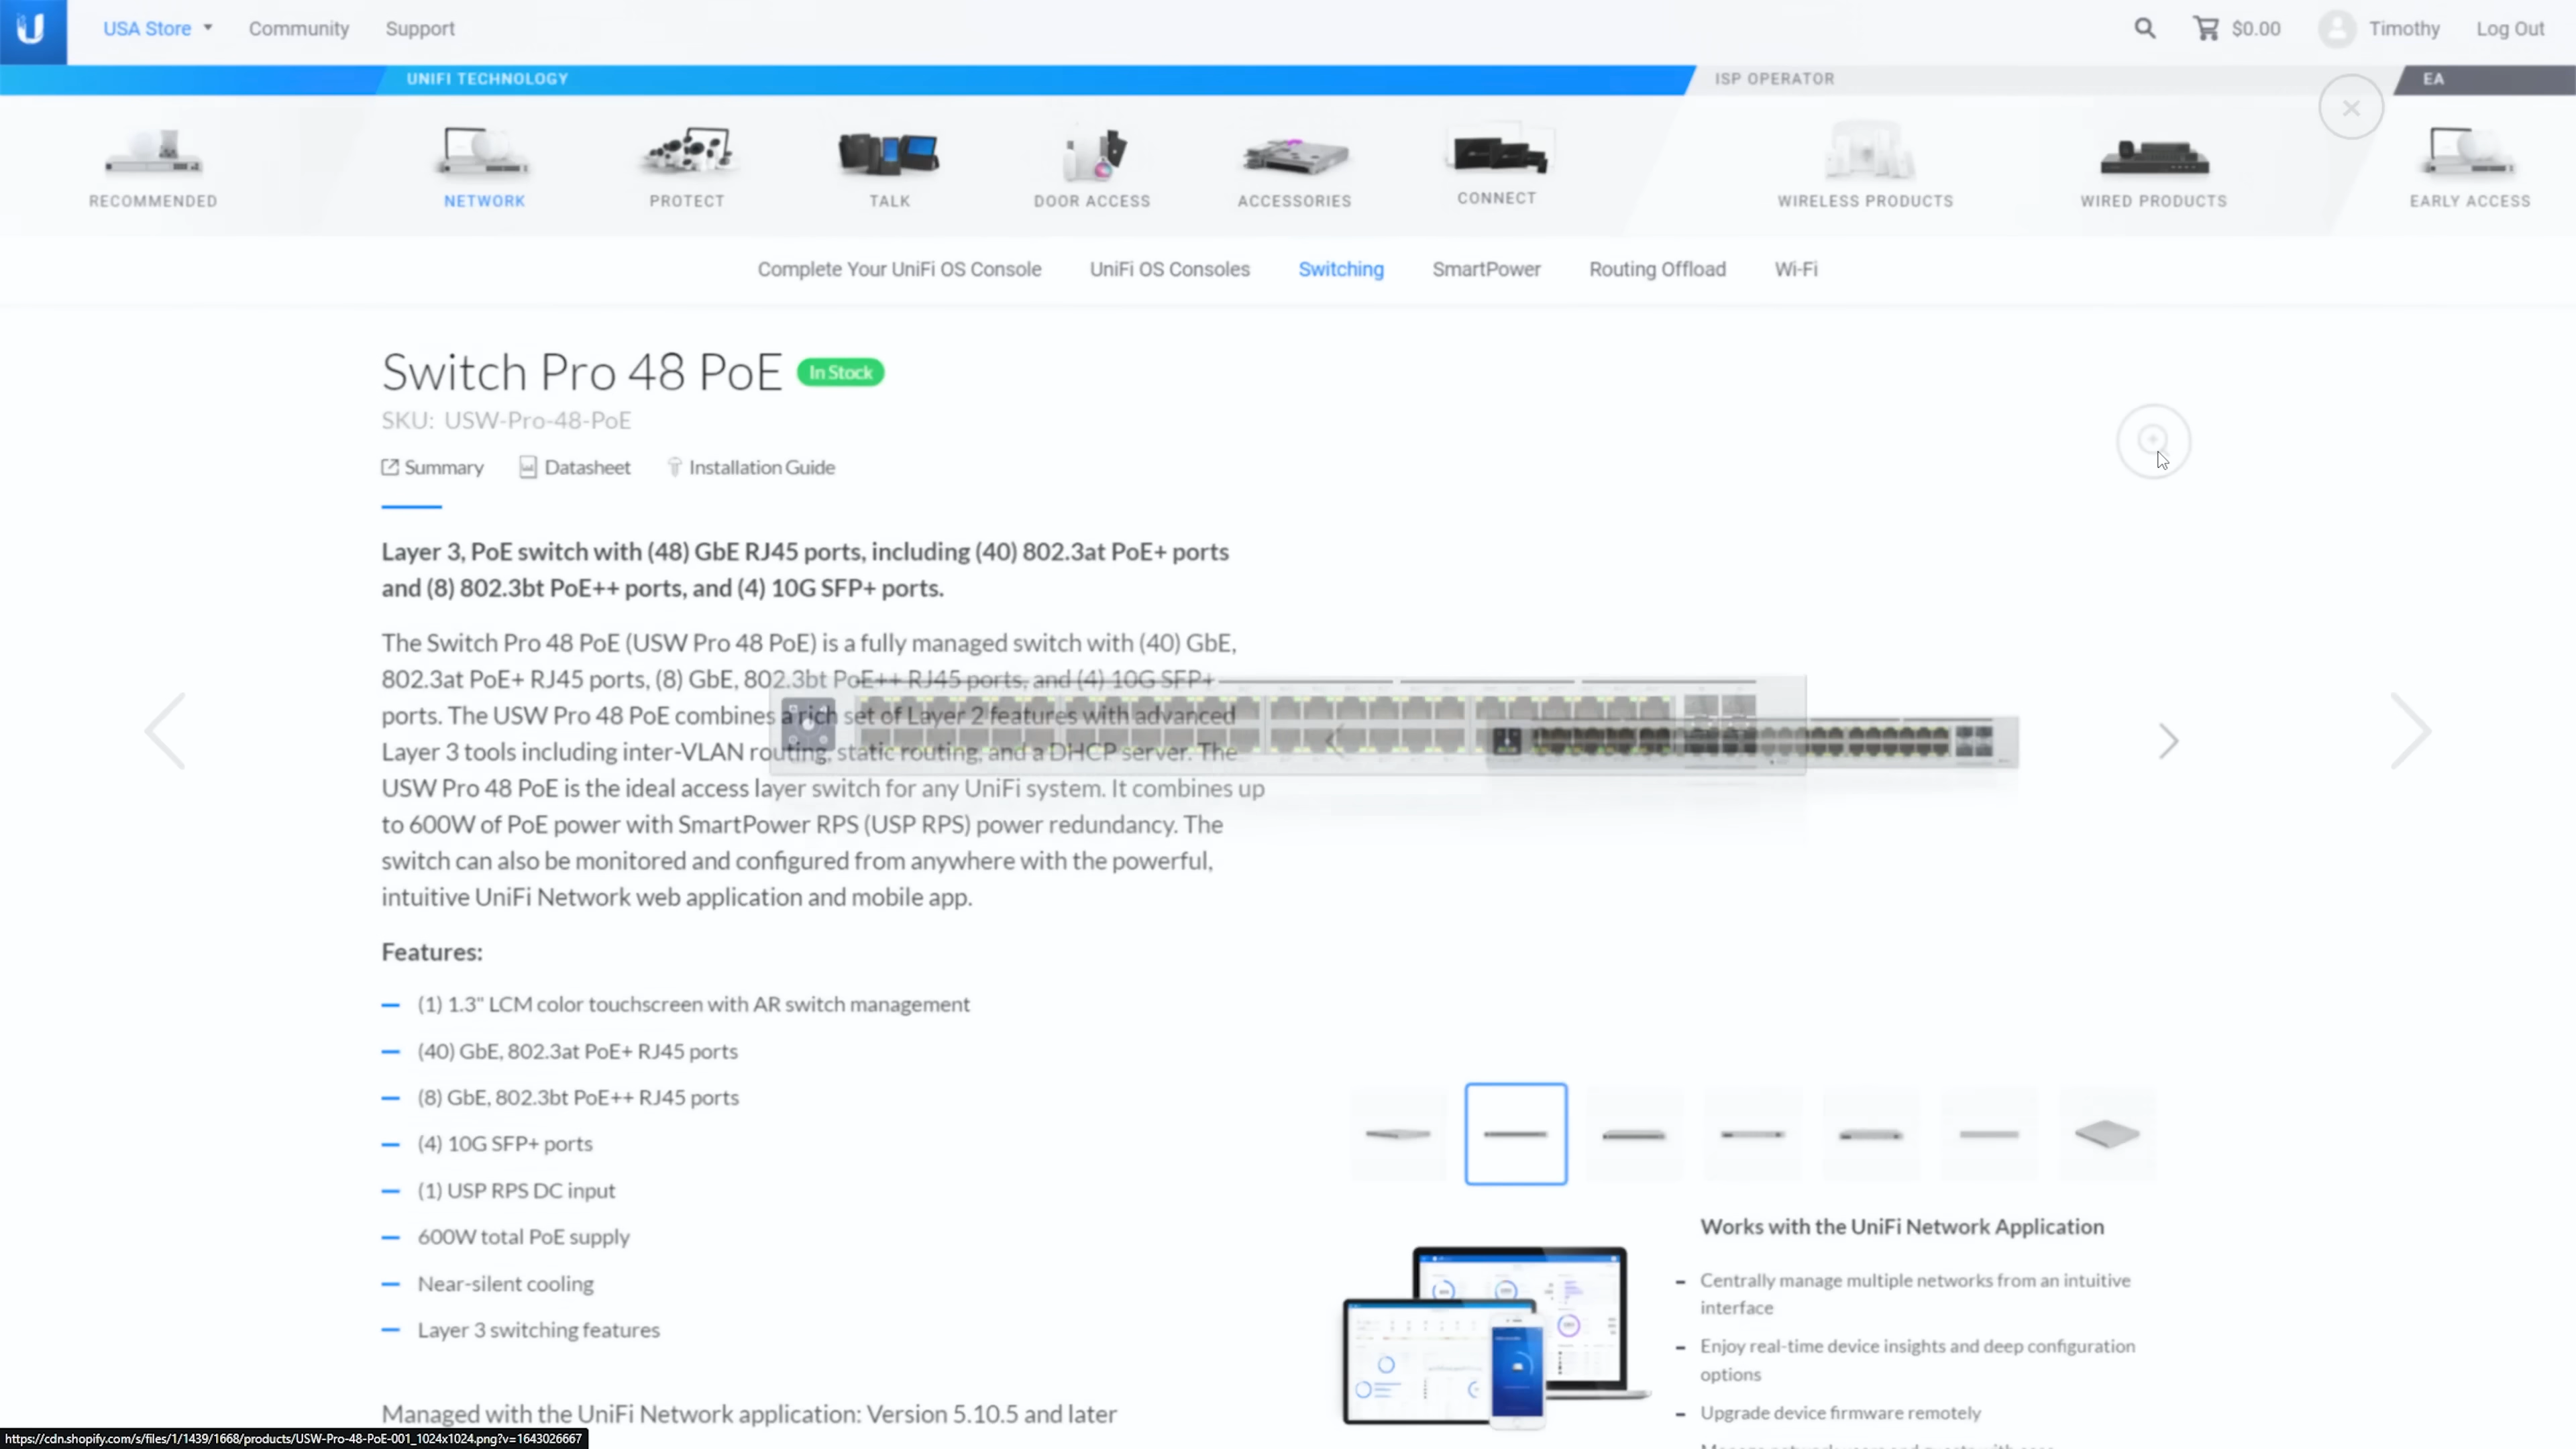 USA Store
Community
Support
$0.00
Timothy
Log Out
UNIFI TECHNOLOGY
ISP OPERATOR
EA
RECOMMENDED
NETWORK
PROTECT
TALK
DOOR ACCESS
ACCESSORIES
CONNECT
WIRELESS PRODUCTS
WIRED PRODUCTS
EARLY ACCESS
Complete Your UniFi OS Console
UniFi OS Consoles
Switching
SmartPower
Routing Offload
Wi-Fi
Switch Pro 48 PoE
In Stock
SKU: USW-Pro-48-PoE
Summary
Datasheet
Installation Guide
Layer 3, PoE switch with (48) GbE RJ45 ports, including (40) 802.3at PoE+ ports
and (8) 802.3bt PoE++ ports, and (4) 10G SFP+ ports.
The Switch Pro 48 PoE (USW Pro 48 PoE) is a fully managed switch with (40) GbE,
802.3at PoE+ RJ45 ports, (8) GbE, 802.3bt PoE++ RJ45 ports, and (4) 10G SFP+
ports. The USW Pro 48 PoE combines a rich set of Layer 2 features with advanced
Layer 3 tools including inter-VLAN routing, static routing, and a DHCP server. The
USW Pro 48 PoE is the ideal access layer switch for any UniFi system. It combines up
to 600W of PoE power with SmartPower RPS (USP RPS) power redundancy. The
switch can also be monitored and configured from anywhere with the powerful,
intuitive UniFi Network web application and mobile app.
Features:
(1) 1.3" LCM color touchscreen with AR switch management
(40) GbE, 802.3at PoE+ RJ45 ports
(8) GbE, 802.3bt PoE++ RJ45 ports
(4) 10G SFP+ ports
(1) USP RPS DC input
600W total PoE supply
Near-silent cooling
Layer 3 switching features
Managed with the UniFi Network application: Version 5.10.5 and later
Works with the UniFi Network Application
Centrally manage multiple networks from an intuitive
interface
Enjoy real-time device insights and deep configuration
options
Upgrade device firmware remotely
https://cdn.shopify.com/s/files/1/1439/1668/products/USW-Pro-48-PoE-001_1024x1024.png?v=1643026667